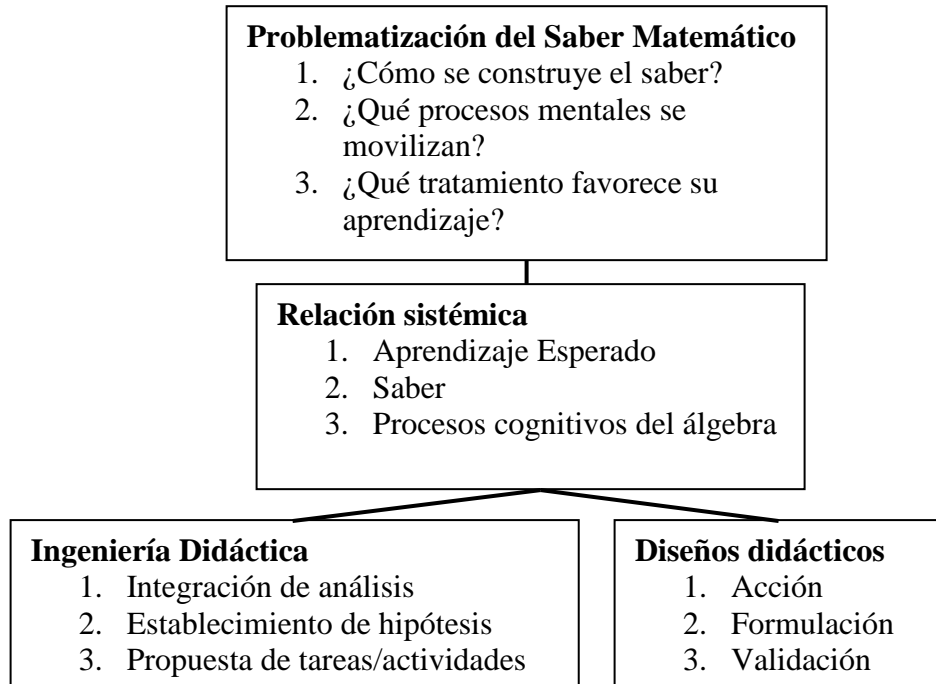 Problematización del Saber Matemático
1. ¿Cómo se construye el saber?
2. ¿Qué procesos mentales se
movilizan?
3. ¿Qué tratamiento favorece su
aprendizaje?
Relación sistémica
1. Aprendizaje Esperado
2. Saber
3. Procesos cognitivos del álgebra
Ingeniería Didáctica
1. Integración de análisis
2. Establecimiento de hipótesis
3. Propuesta de tareas/actividades
Diseños didácticos
1. Acción
2. Formulación
3. Validación